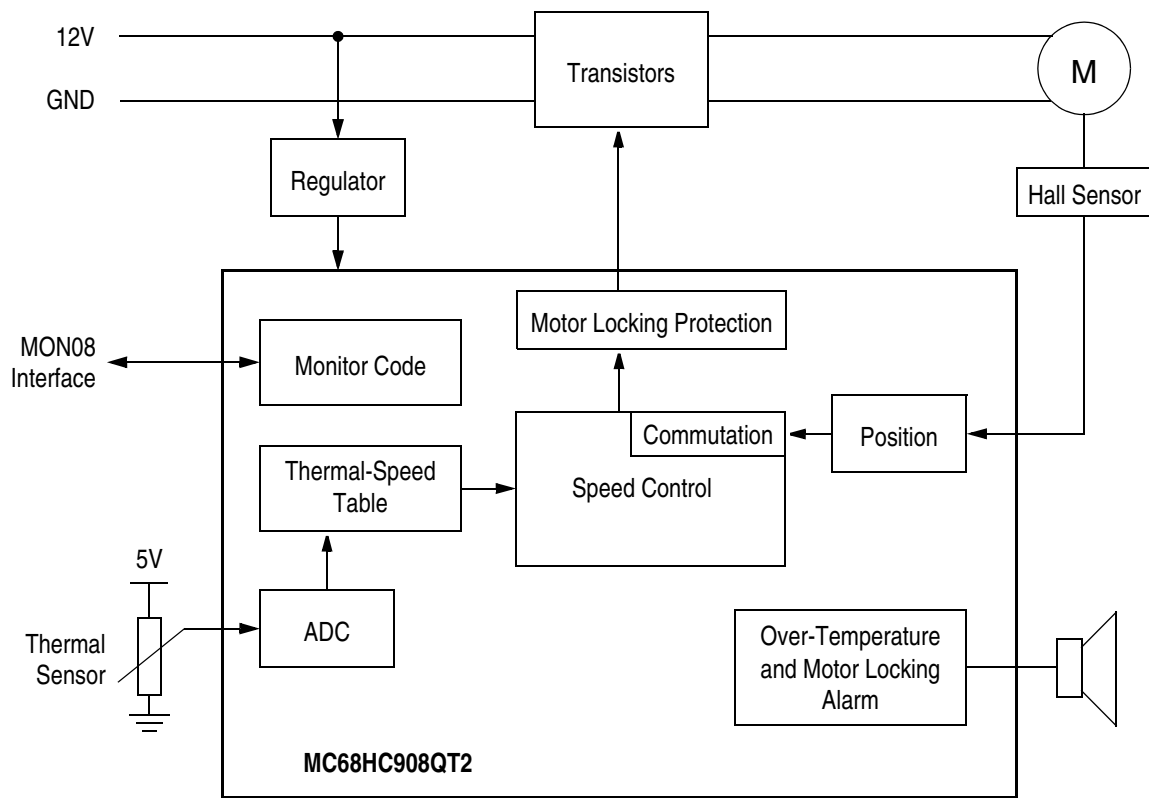 12V
GND
Transistors
M
Regulator
Hall Sensor
Motor Locking Protection
MON08
Interface
Monitor Code
Commutation
Position
Speed Control
Thermal-Speed
Table
5V
Thermal
Sensor
ADC
Over-Temperature
and Motor Locking
Alarm
MC68HC908QT2